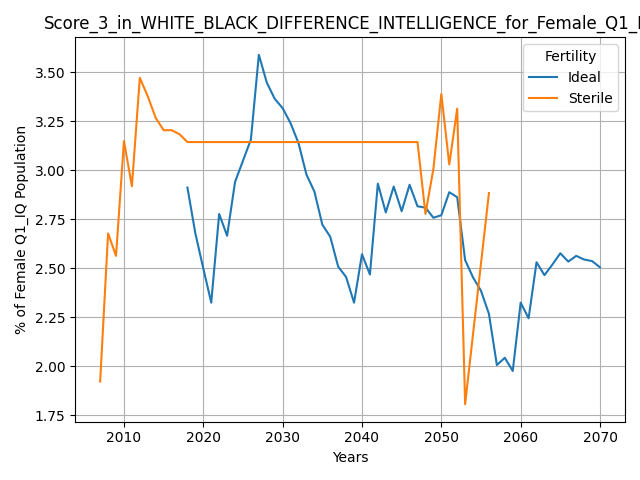 Score_3_in_WHITE_BLACK_DIFFERENCE_INTELLIGENCE_for_Female_Q1_I
Fertility
Ideal
Sterile
% of Female Q1_IQ Population
3.50
3.25
3.00
2.75
2.50
2.25
2.00
1.75
2010 2020 2030 2040 2050 2060 2070
Years